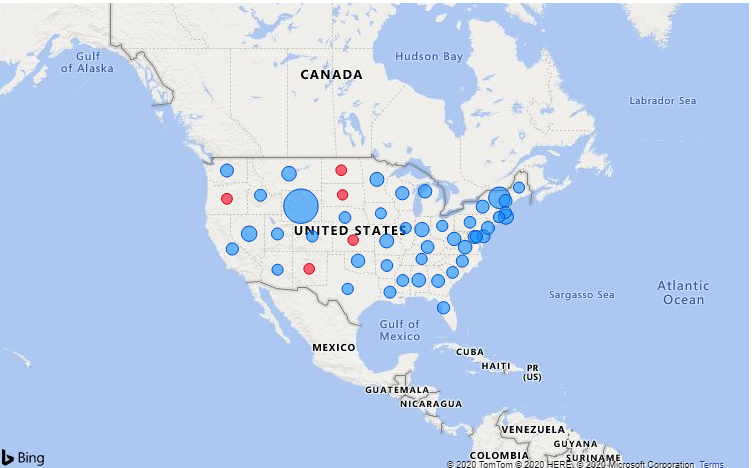 Gulf
of Alaska
Hudson Bay
CANADA
Labrador Sea
UNITED STATES
Atlantic
Ocean
Sargasso Sea
Gulf of
Mexico
MEXICO
CUBA
HAITI
PR
(US)
GUATEMALA
NICARAGUA
VENEZUELA
GUYANA
COLOMBIA
SURINAME
Bing
© 2020 TomTom © 2020 HERE, © 2020 Microsoft Corporation Terms